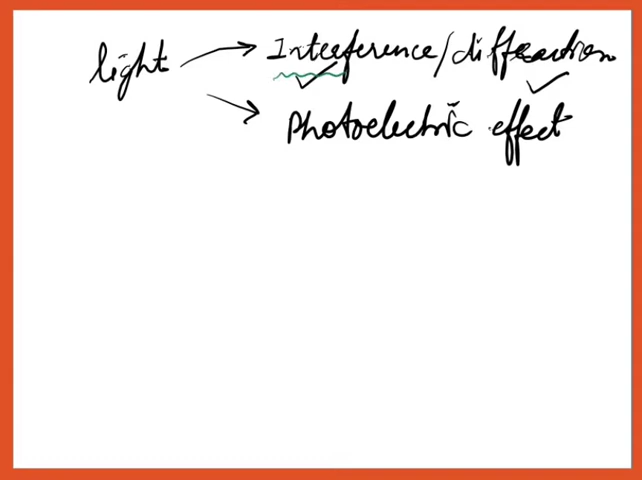 light → Interference/diffraction
→ Photoelectric effect